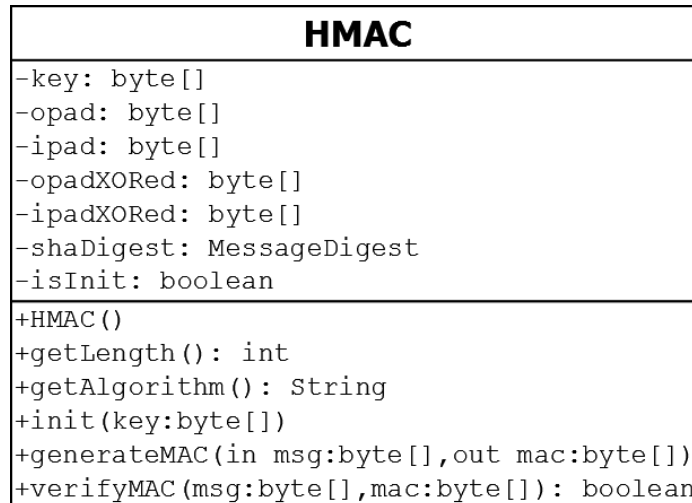 HMAC
-key: byte[]
-opad: byte[]
-ipad: byte[]
-opadXORed: byte[]
-ipadXORed: byte[]
-shaDigest: MessageDigest
-isInit: boolean
+HMAC()
+getLength(): int
+getAlgorithm(): String
+init(key:byte[])
+generateMAC(in msg:byte[],out mac:byte[])
+verifyMAC(msg:byte[],mac:byte[]): boolean